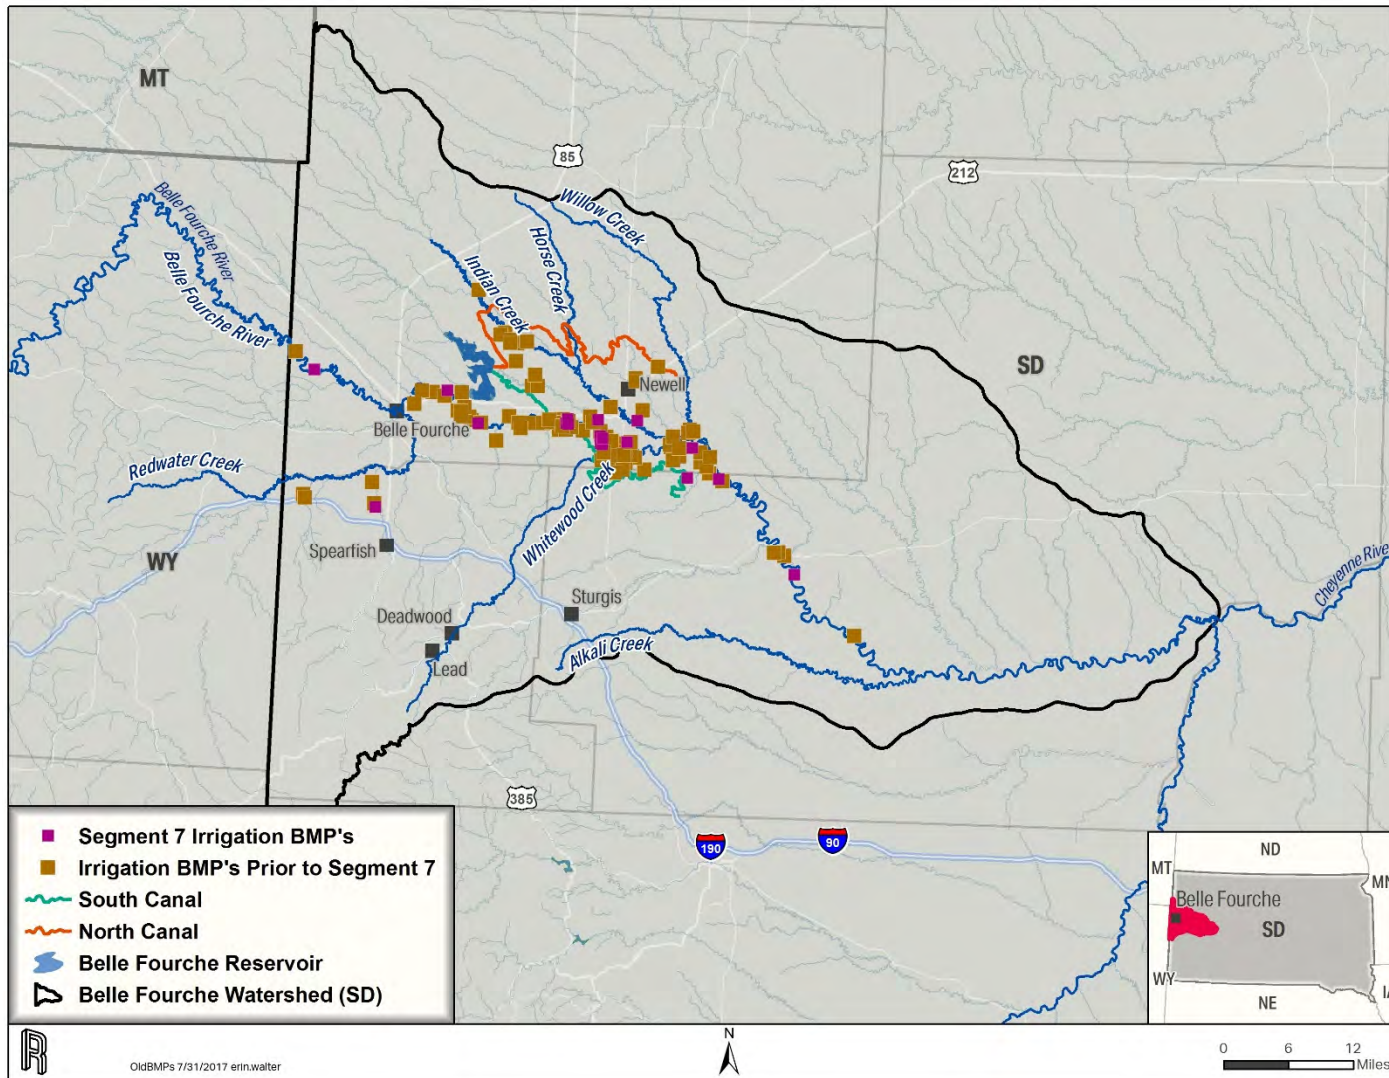 MT
85
212
Belle Fourche River
Belle Fourche River
Willow Creek
Horse Creek
Indian Creek
SD
Newell
Belle Fourche
Redwater Creek
Whitewood Creek
WY
Spearfish
Sturgis
Deadwood
Lead
Alkali Creek
Cheyenne River
385
190
90
Segment 7 Irrigation BMP's
Irrigation BMP's Prior to Segment 7
South Canal
North Canal
Belle Fourche Reservoir
Belle Fourche Watershed (SD)
ND
MT
MN
Belle Fourche
SD
WY
NE
IA
R
OldBMPs 7/31/2017 erin.walter
N
0 6 12
Miles